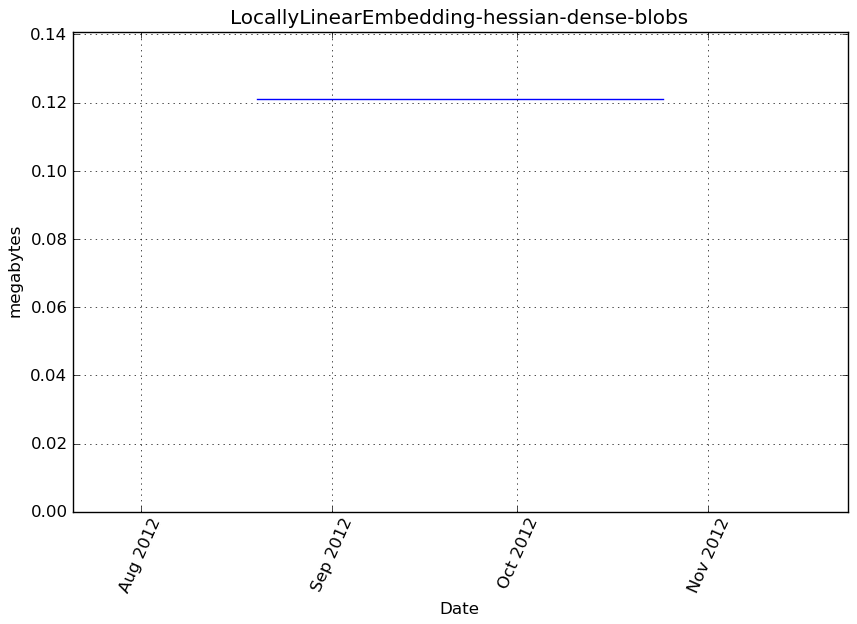 LocallyLinearEmbedding-hessian-dense-blobs
0.14
0.12
0.10
0.08
0.06
0.04
0.02
0.00
megabytes
Aug 2012
Sep 2012
Oct 2012
Nov 2012
Date